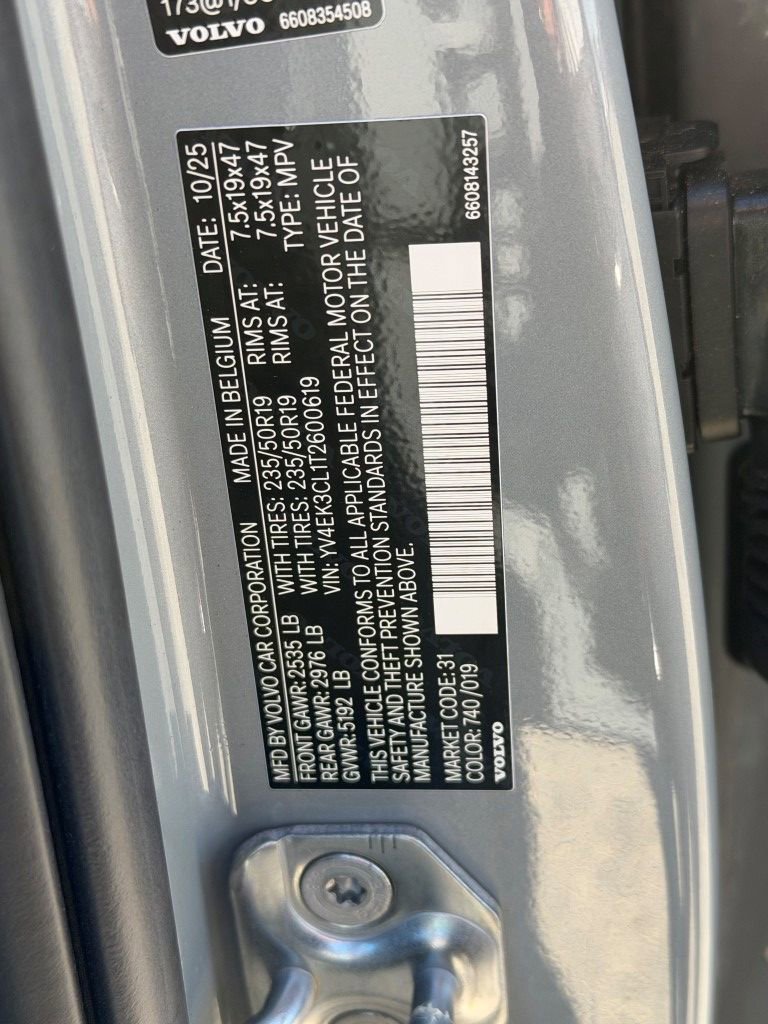 VOLVO 6608354508
MFD BY VOLVO CAR CORPORATION MADE IN BELGIUM DATE: 10/25
FRONT GAWR: 2535 LB WITH TIRES: 235/50R19 RIMS AT: 7.5x19x47
REAR GAWR: 2976 LB WITH TIRES: 235/50R19 RIMS AT: 7.5x19x47
GVWR: 5192 LB VIN: YV4EK3CL1T2600619 TYPE: MPV
THIS VEHICLE CONFORMS TO ALL APPLICABLE FEDERAL MOTOR VEHICLE
SAFETY AND THEFT PREVENTION STANDARDS IN EFFECT ON THE DATE OF
MANUFACTURE SHOWN ABOVE.
MARKET CODE: 31
COLOR: 740/019
VOLVO 6608143257